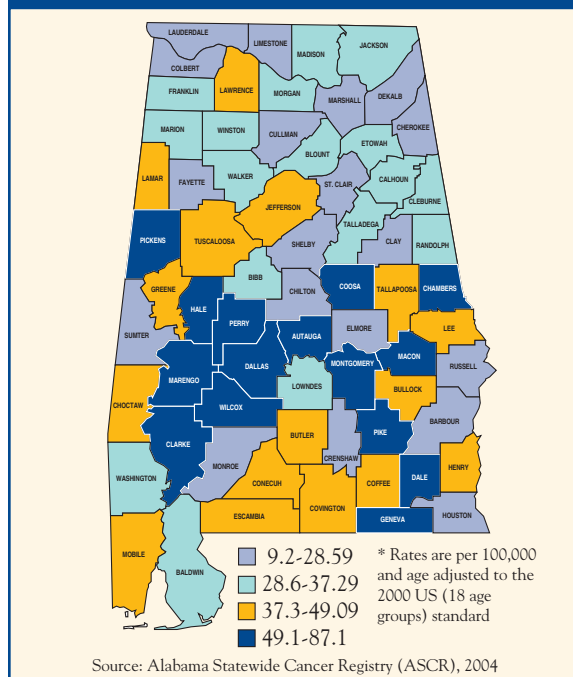 LAUDERDALE
LIMESTONE
MADISON
JACKSON
COLBERT
FRANKLIN
LAWRENCE
MORGAN
MARSHALL
DEKALB
MARION
WINSTON
CULLMAN
CHEROKEE
BLOUNT
ETOWAH
LAMAR
FAYETTE
WALKER
JEFFERSON
ST. CLAIR
CALHOUN
CLEBURNE
PICKENS
TUSCALOOSA
SHELBY
TALLADEGA
CLAY
RANDOLPH
BIBB
GREENE
HALE
PERRY
CHILTON
COOSA
TALLAPOOSA
CHAMBERS
SUMTER
AUTAUGA
ELMORE
LEE
MARENGO
DALLAS
MONTGOMERY
MACON
RUSSELL
CHOCTAW
WILCOX
LOWNDES
BULLOCK
CLARKE
BUTLER
PIKE
BARBOUR
WASHINGTON
MONROE
CRENSHAW
CONECUH
COFFEE
DALE
HENRY
ESCAMBIA
COVINGTON
GENEVA
HOUSTON
MOBILE
BALDWIN
9.2-28.59
28.6-37.29
37.3-49.09
49.1-87.1
* Rates are per 100,000
and age adjusted to the
2000 US (18 age
groups) standard
Source: Alabama Statewide Cancer Registry (ASCR), 2004